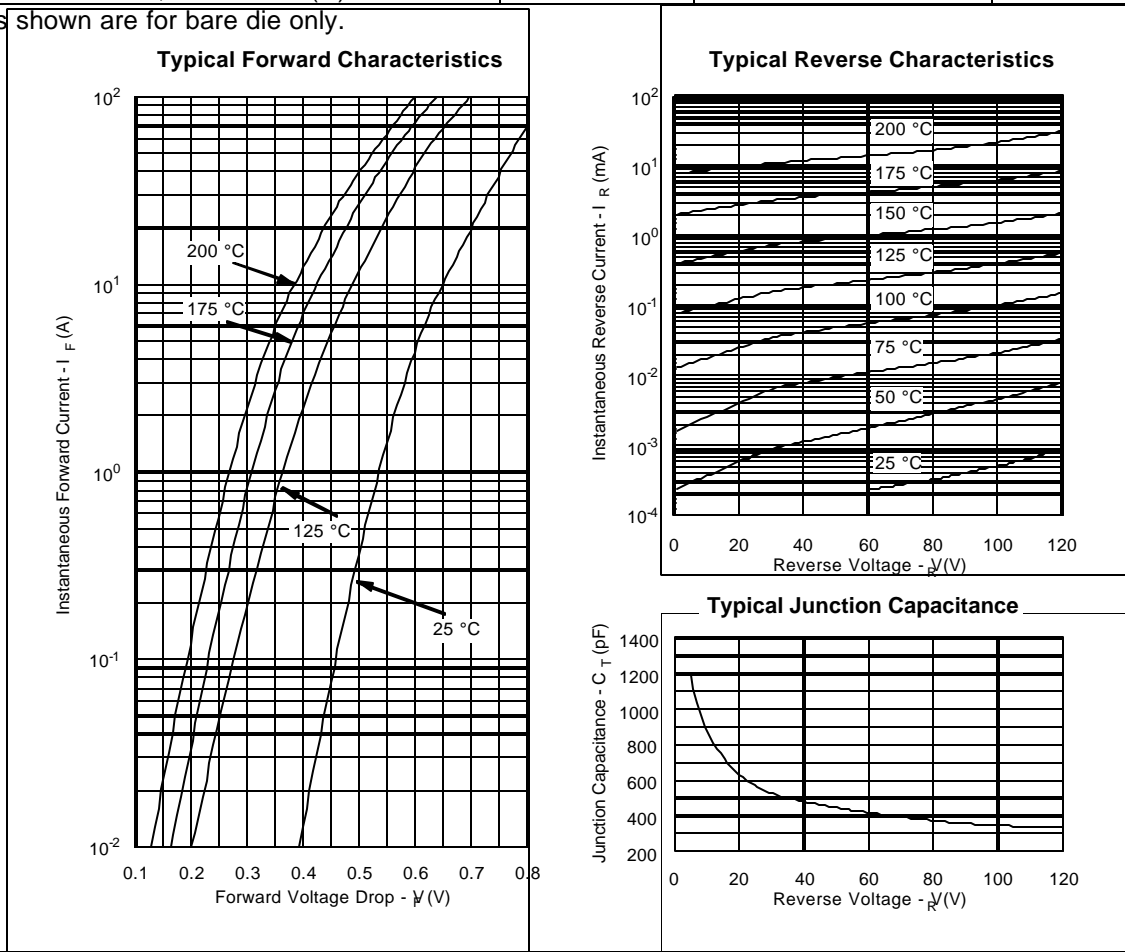 s shown are for bare die only.
Typical Forward Characteristics
Instantaneous Forward Current - I F (A)
10²
10¹
10⁰
10⁻¹
10⁻²
200 °C
175 °C
125 °C
25 °C
0.1 0.2 0.3 0.4 0.5 0.6 0.7 0.8
Forward Voltage Drop - VF (V)
Typical Reverse Characteristics
Instantaneous Reverse Current - I R (mA)
10²
10¹
10⁰
10⁻¹
10⁻²
10⁻³
10⁻⁴
200 °C
175 °C
150 °C
125 °C
100 °C
75 °C
50 °C
25 °C
0 20 40 60 80 100 120
Reverse Voltage - VR (V)
Typical Junction Capacitance
Junction Capacitance - C T (pF)
1400
1200
1000
800
600
400
200
0 20 40 60 80 100 120
Reverse Voltage - VR (V)